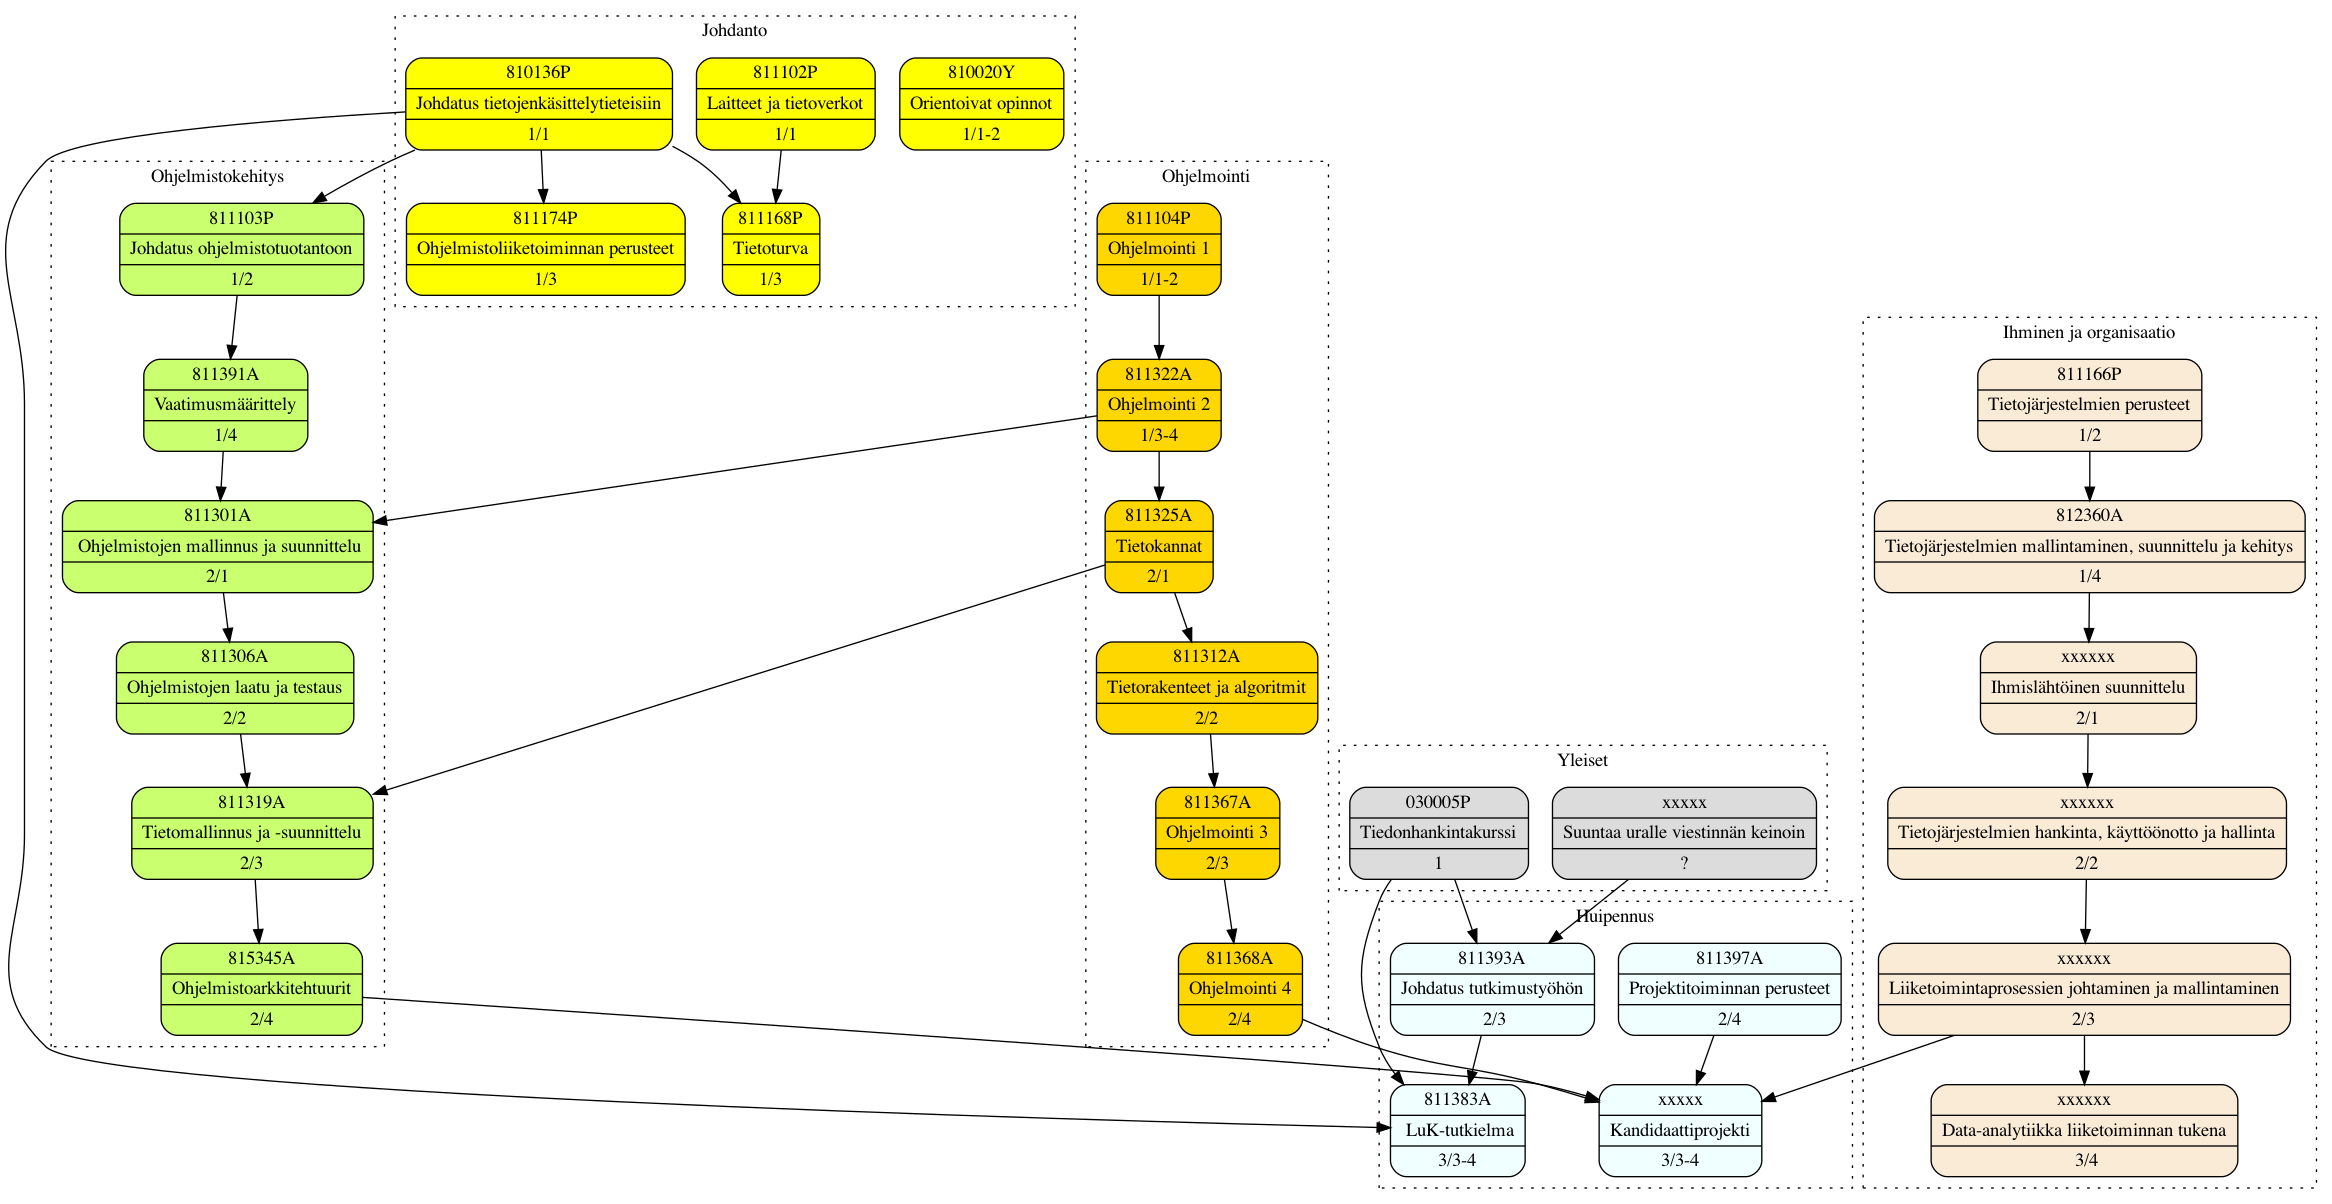 Johdanto
810136P
Johdatus tietojenkäsittelytieteisiin
1/1
811102P
Laitteet ja tietoverkot
1/1
810020Y
Orientoivat opinnot
1/1-2
811174P
Ohjelmistoliiketoiminnan perusteet
1/3
811168P
Tietoturva
1/3
Ohjelmistokehitys
811103P
Johdatus ohjelmistotuotantoon
1/2
811391A
Vaatimusmäärittely
1/4
811301A
Ohjelmistojen mallinnus ja suunnittelu
2/1
811306A
Ohjelmistojen laatu ja testaus
2/2
811319A
Tietomallinnus ja -suunnittelu
2/3
815345A
Ohjelmistoarkkitehtuurit
2/4
Ohjelmointi
811104P
Ohjelmointi 1
1/1-2
811322A
Ohjelmointi 2
1/3-4
811325A
Tietokannat
2/1
811312A
Tietorakenteet ja algoritmit
2/2
811367A
Ohjelmointi 3
2/3
811368A
Ohjelmointi 4
2/4
Yleiset
030005P
Tiedonhankintakurssi
1
xxxxx
Suuntaa uralle viestinnän keinoin
?
Huipennus
811393A
Johdatus tutkimustyöhön
2/3
811397A
Projektitoiminnan perusteet
2/4
811383A
LuK-tutkielma
3/3-4
xxxxx
Kandidaattiprojekti
3/3-4
Ihminen ja organisaatio
811166P
Tietojärjestelmien perusteet
1/2
812360A
Tietojärjestelmien mallintaminen, suunnittelu ja kehitys
1/4
xxxxxx
Ihmislähtöinen suunnittelu
2/1
xxxxxx
Tietojärjestelmien hankinta, käyttöönotto ja hallinta
2/2
xxxxxx
Liiketoimintaprosessien johtaminen ja mallintaminen
2/3
xxxxxx
Data-analytiikka liiketoiminnan tukena
3/4